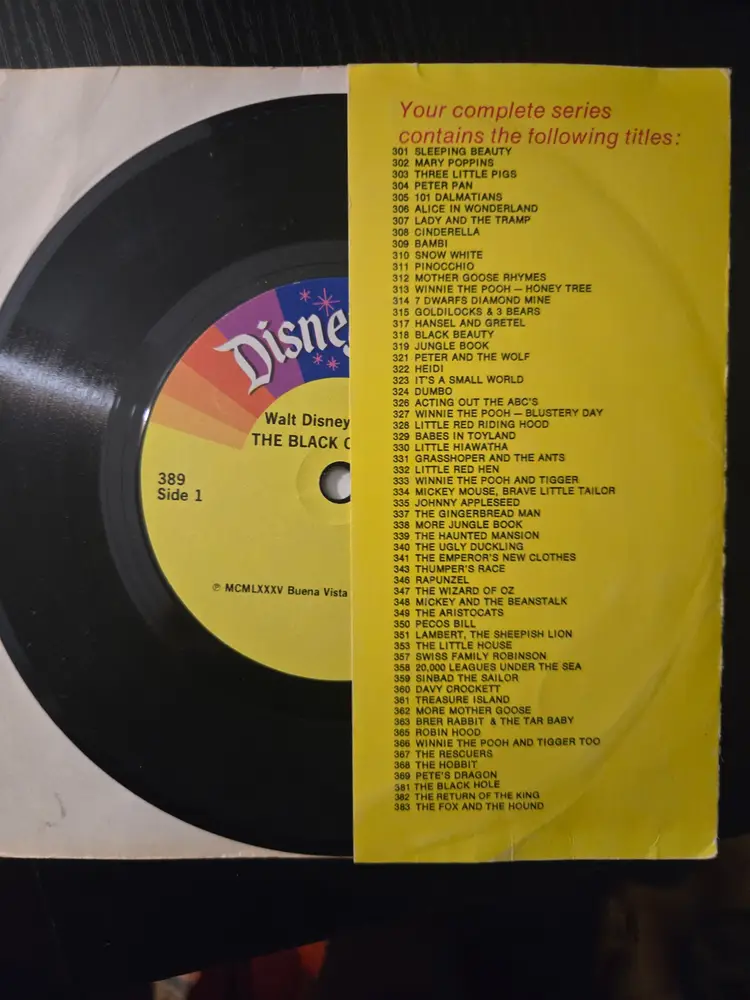 Your complete series
contains the following titles:
301 SLEEPING BEAUTY
302 MARY POPPINS
303 THREE LITTLE PIGS
304 PETER PAN
305 101 DALMATIANS
306 ALICE IN WONDERLAND
307 LADY AND THE TRAMP
308 CINDERELLA
309 BAMBI
310 SNOW WHITE
311 PINOCCHIO
312 MOTHER GOOSE RHYMES
313 WINNIE THE POOH — HONEY TREE
314 7 DWARFS DIAMOND MINE
315 GOLDILOCKS & 3 BEARS
317 HANSEL AND GRETEL
318 BLACK BEAUTY
319 JUNGLE BOOK
321 PETER AND THE WOLF
322 HEIDI
323 IT'S A SMALL WORLD
324 DUMBO
326 ACTING OUT THE ABC'S
327 WINNIE THE POOH — BLUSTERY DAY
328 LITTLE RED RIDING HOOD
329 BABES IN TOYLAND
330 LITTLE HIAWATHA
331 GRASSHOPER AND THE ANTS
332 LITTLE RED HEN
333 WINNIE THE POOH AND TIGGER
334 MICKEY MOUSE, BRAVE LITTLE TAILOR
335 JOHNNY APPLESEED
337 THE GINGERBREAD MAN
338 MORE JUNGLE BOOK
339 THE HAUNTED MANSION
340 THE UGLY DUCKLING
341 THE EMPEROR'S NEW CLOTHES
343 THUMPER'S RACE
346 RAPUNZEL
347 THE WIZARD OF OZ
348 MICKEY AND THE BEANSTALK
349 THE ARISTOCATS
350 PECOS BILL
351 LAMBERT, THE SHEEPISH LION
353 THE LITTLE HOUSE
357 SWISS FAMILY ROBINSON
358 20,000 LEAGUES UNDER THE SEA
359 SINBAD THE SAILOR
360 DAVY CROCKETT
361 TREASURE ISLAND
362 MORE MOTHER GOOSE
363 BRER RABBIT & THE TAR BABY
365 ROBIN HOOD
366 WINNIE THE POOH AND TIGGER TOO
367 THE RESCUERS
368 THE HOBBIT
369 PETE'S DRAGON
381 THE BLACK HOLE
382 THE RETURN OF THE KING
383 THE FOX AND THE HOUND
Disney
Walt Disney
THE BLACK
389
Side 1
℗ MCMLXXXV Buena Vista